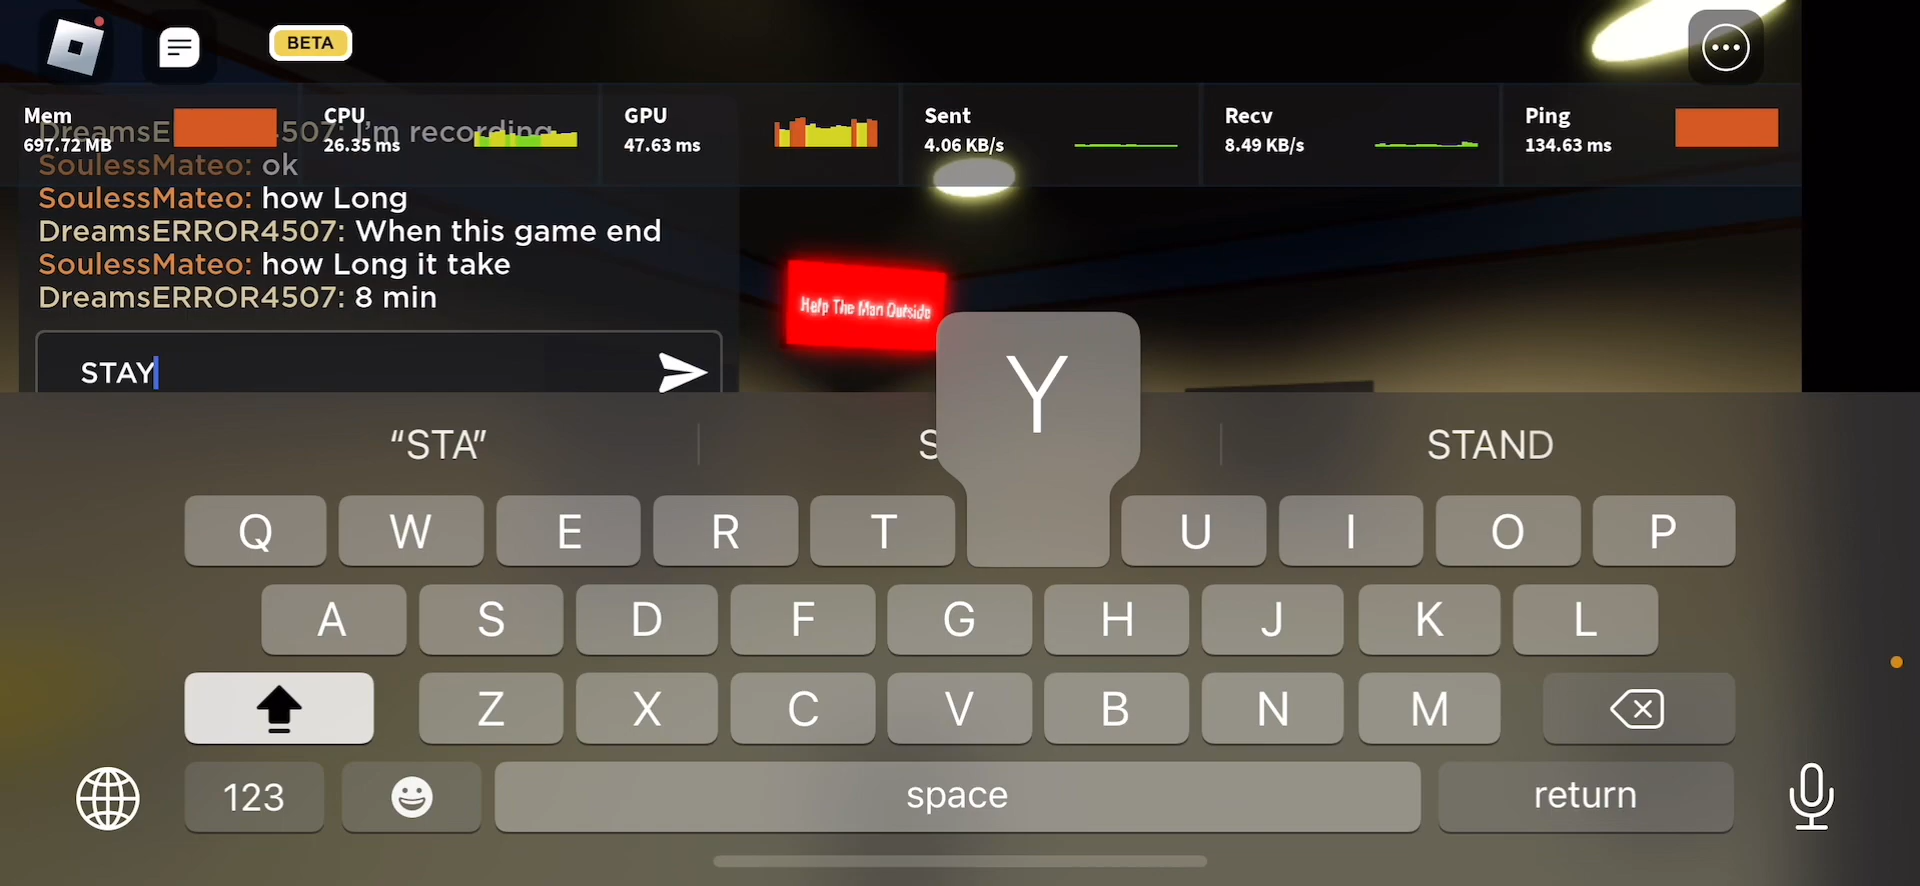 BETA
Mem
697.72 MB
CPU
26.35 ms
GPU
47.63 ms
Sent
4.06 KB/s
Recv
8.49 KB/s
Ping
134.63 ms
DreamsE 4507: I'm recording
SoulessMateo: ok
SoulessMateo: how Long
DreamsERROR4507: When this game end
SoulessMateo: how Long it take
DreamsERROR4507: 8 min
Help The Man Outside
STAY
Y
“STA”
S
STAND
Q W E R T U I O P
A S D F G H J K L
Z X C V B N M
123
space
return